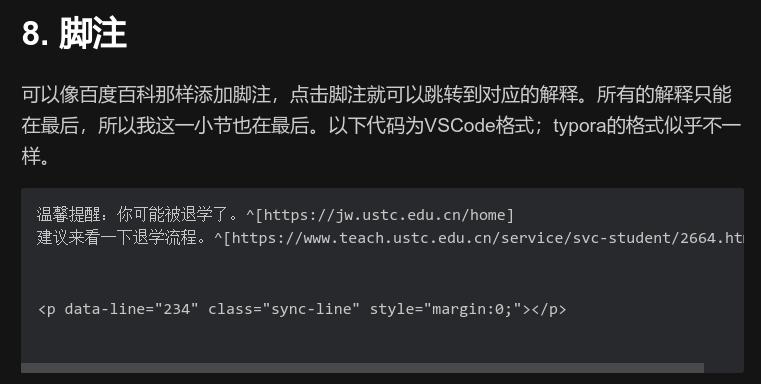 8. 脚注
可以像百度百科那样添加脚注，点击脚注就可以跳转到对应的解释。所有的解释只能
在最后，所以我这一小节也在最后。以下代码为VSCode格式；typora的格式似乎不一
样。
温馨提醒：你可能被退学了。^[https://jw.ustc.edu.cn/home]
建议来看一下退学流程。^[https://www.teach.ustc.edu.cn/service/svc-student/2664.htm
<p data-line="234" class="sync-line" style="margin:0;"></p>